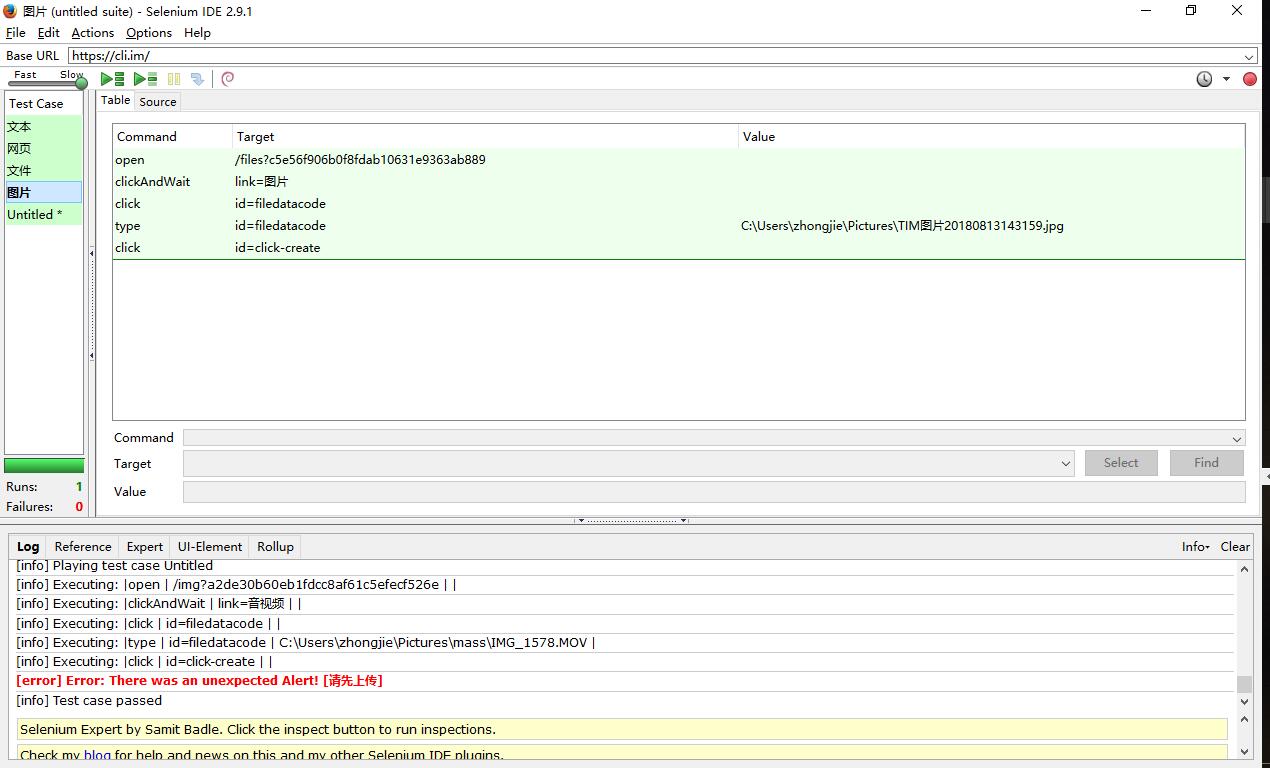 图片 (untitled suite) - Selenium IDE 2.9.1
File Edit Actions Options Help
Base URL https://cli.im/
Fast Slow
Test Case
文本
网页
文件
图片
Untitled *
Runs: 1
Failures: 0
Table Source
Command Target Value
open /files?c5e56f906b0f8fdab10631e9363ab889
clickAndWait link=图片
click id=filedatacode
type id=filedatacode C:\Users\zhongjie\Pictures\TIM图片20180813143159.jpg
click id=click-create
Command
Target Select Find
Value
Log Reference Expert UI-Element Rollup Info Clear
[info] Playing test case Untitled
[info] Executing: |open | /img?a2de30b60eb1fdcc8af61c5efecf526e | |
[info] Executing: |clickAndWait | link=音视频 | |
[info] Executing: |click | id=filedatacode | |
[info] Executing: |type | id=filedatacode | C:\Users\zhongjie\Pictures\mass\IMG_1578.MOV |
[info] Executing: |click | id=click-create | |
[error] Error: There was an unexpected Alert! [请先上传]
[info] Test case passed
Selenium Expert by Samit Badle. Click the inspect button to run inspections.
Check my blog for help and news on this and my other Selenium IDE plugins.